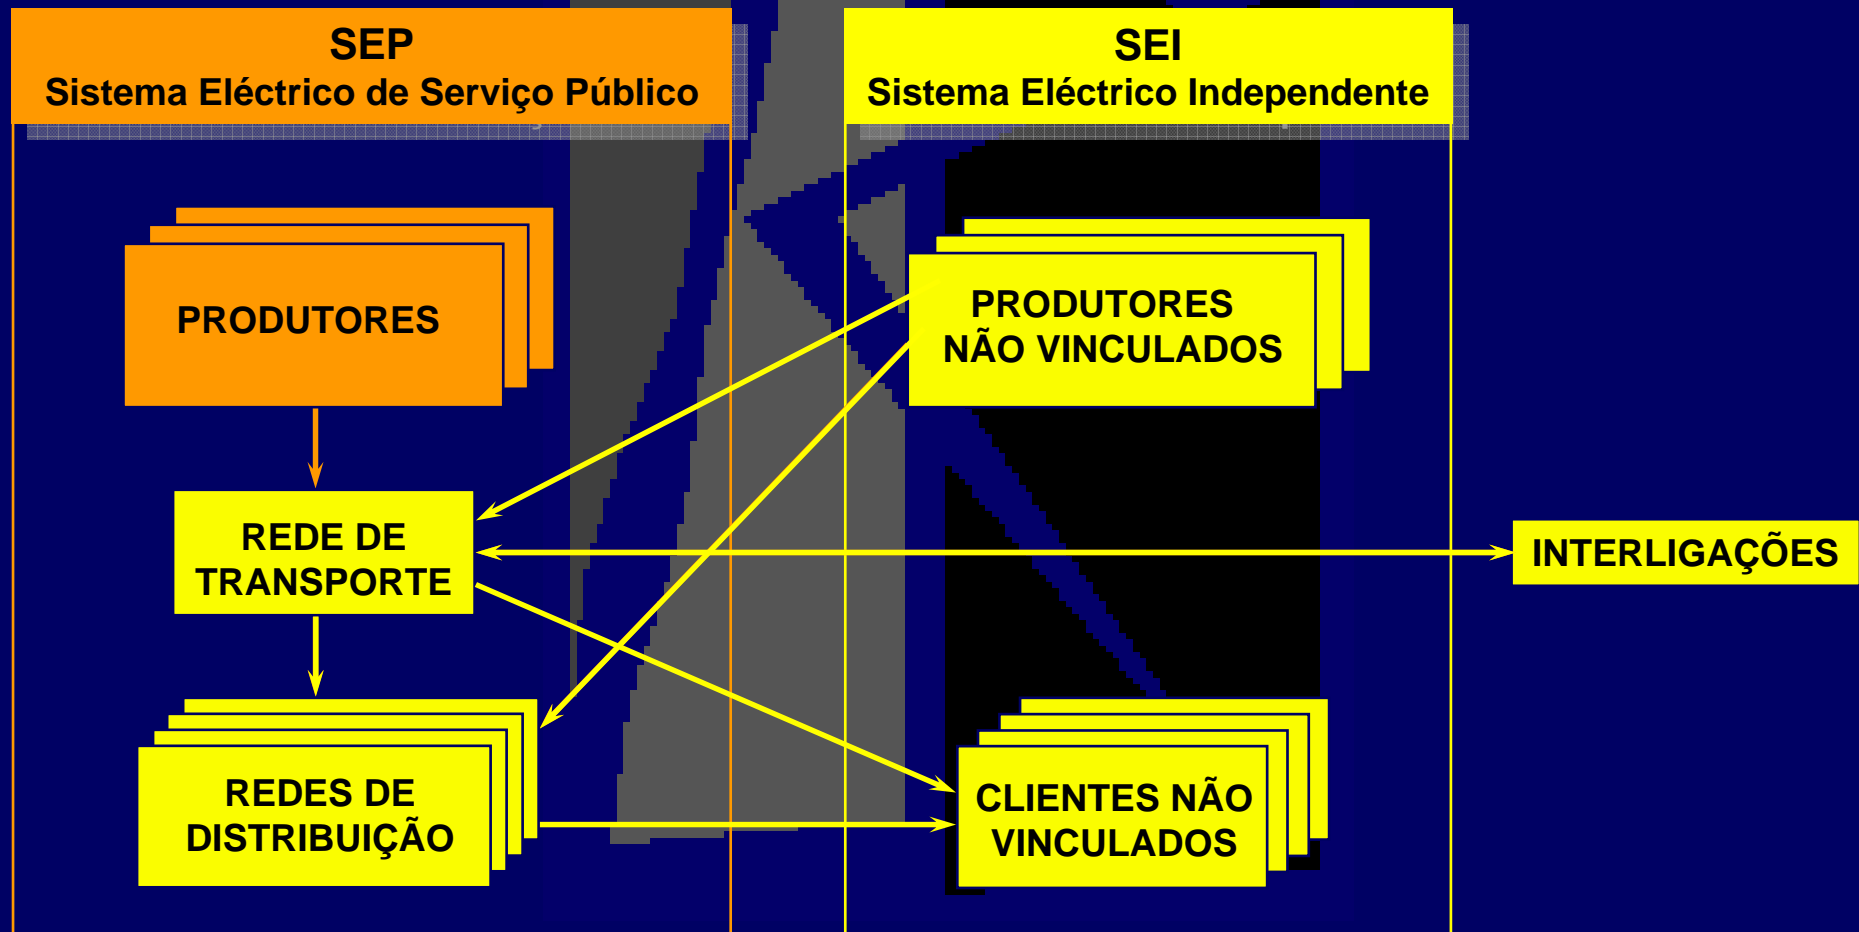 SEP
Sistema Eléctrico de Serviço Público
SEI
Sistema Eléctrico Independente
PRODUTORES
PRODUTORES
NÃO VINCULADOS
REDE DE
TRANSPORTE
INTERLIGAÇÕES
REDES DE
DISTRIBUIÇÃO
CLIENTES NÃO
VINCULADOS